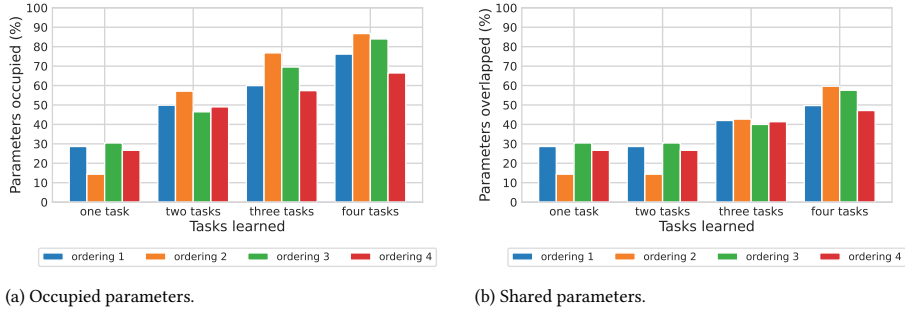 Parameters occupied (%)
100
90
80
70
60
50
40
30
20
10
0
one task two tasks three tasks four tasks
Tasks learned
ordering 1 ordering 2 ordering 3 ordering 4
(a) Occupied parameters.
Parameters overlapped (%)
100
90
80
70
60
50
40
30
20
10
0
one task two tasks three tasks four tasks
Tasks learned
ordering 1 ordering 2 ordering 3 ordering 4
(b) Shared parameters.